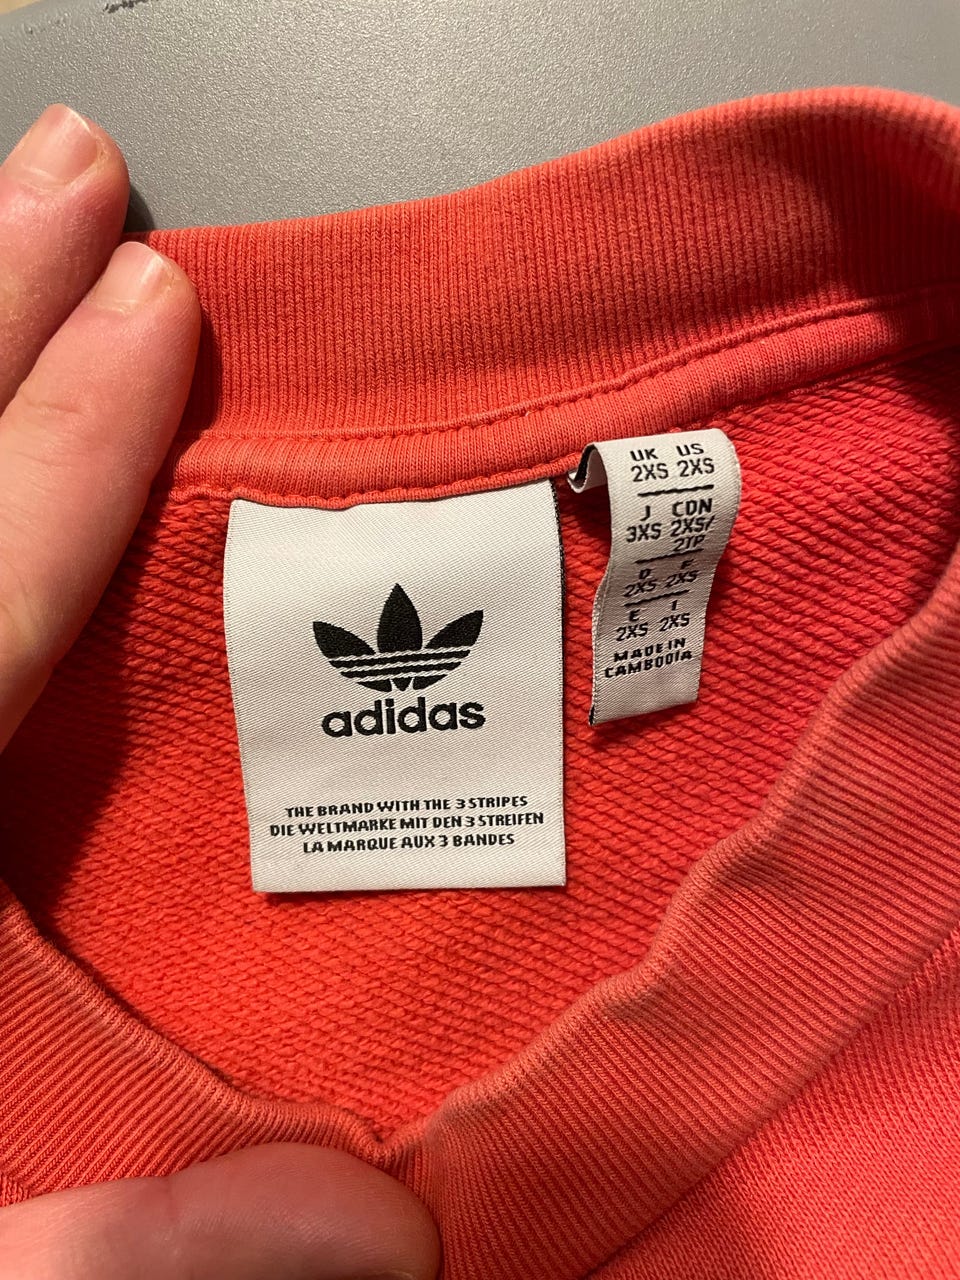 adidas
THE BRAND WITH THE 3 STRIPES
DIE WELTMARKE MIT DEN 3 STREIFEN
LA MARQUE AUX 3 BANDES
UK US
2XS 2XS
J CDN
3XS 2XS/
2TP
D F
2XS 2XS
E I
2XS 2XS
MADE IN
CAMBODIA